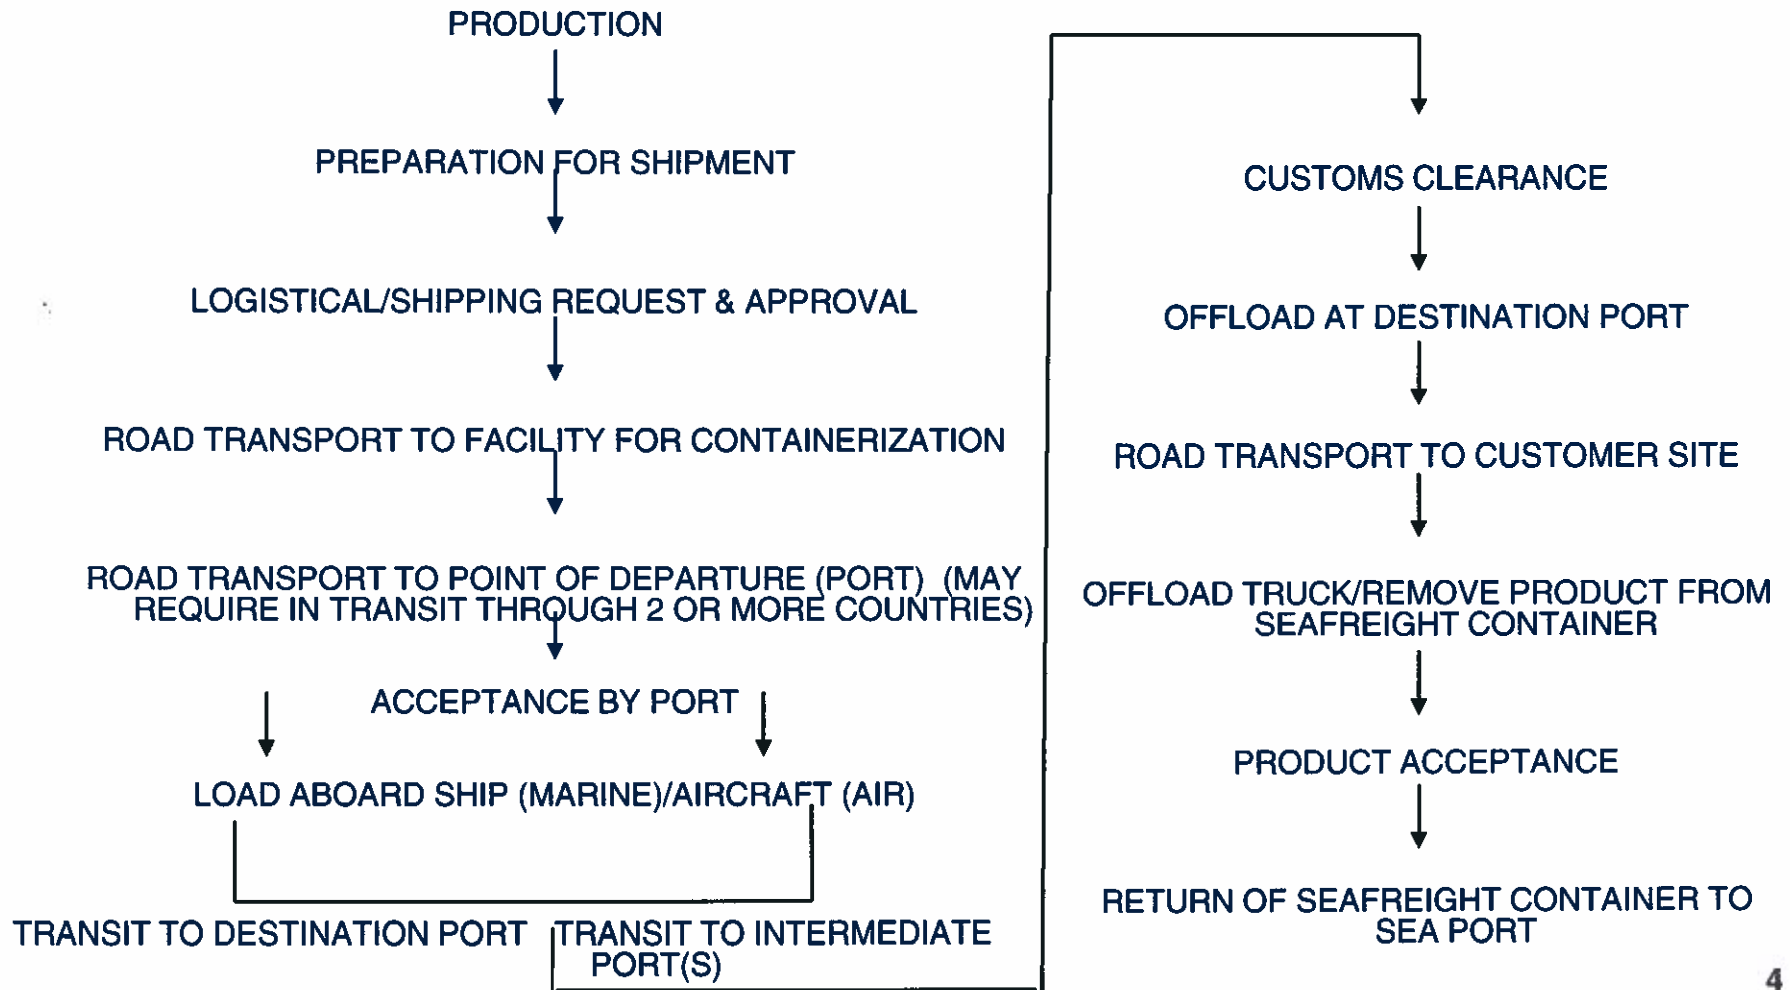 PRODUCTION
PREPARATION FOR SHIPMENT
LOGISTICAL/SHIPPING REQUEST & APPROVAL
ROAD TRANSPORT TO FACILITY FOR CONTAINERIZATION
ROAD TRANSPORT TO POINT OF DEPARTURE (PORT) (MAY
REQUIRE IN TRANSIT THROUGH 2 OR MORE COUNTRIES)
ACCEPTANCE BY PORT
LOAD ABOARD SHIP (MARINE)/AIRCRAFT (AIR)
TRANSIT TO DESTINATION PORT
TRANSIT TO INTERMEDIATE
PORT(S)
CUSTOMS CLEARANCE
OFFLOAD AT DESTINATION PORT
ROAD TRANSPORT TO CUSTOMER SITE
OFFLOAD TRUCK/REMOVE PRODUCT FROM
SEAFREIGHT CONTAINER
PRODUCT ACCEPTANCE
RETURN OF SEAFREIGHT CONTAINER TO
SEA PORT
4